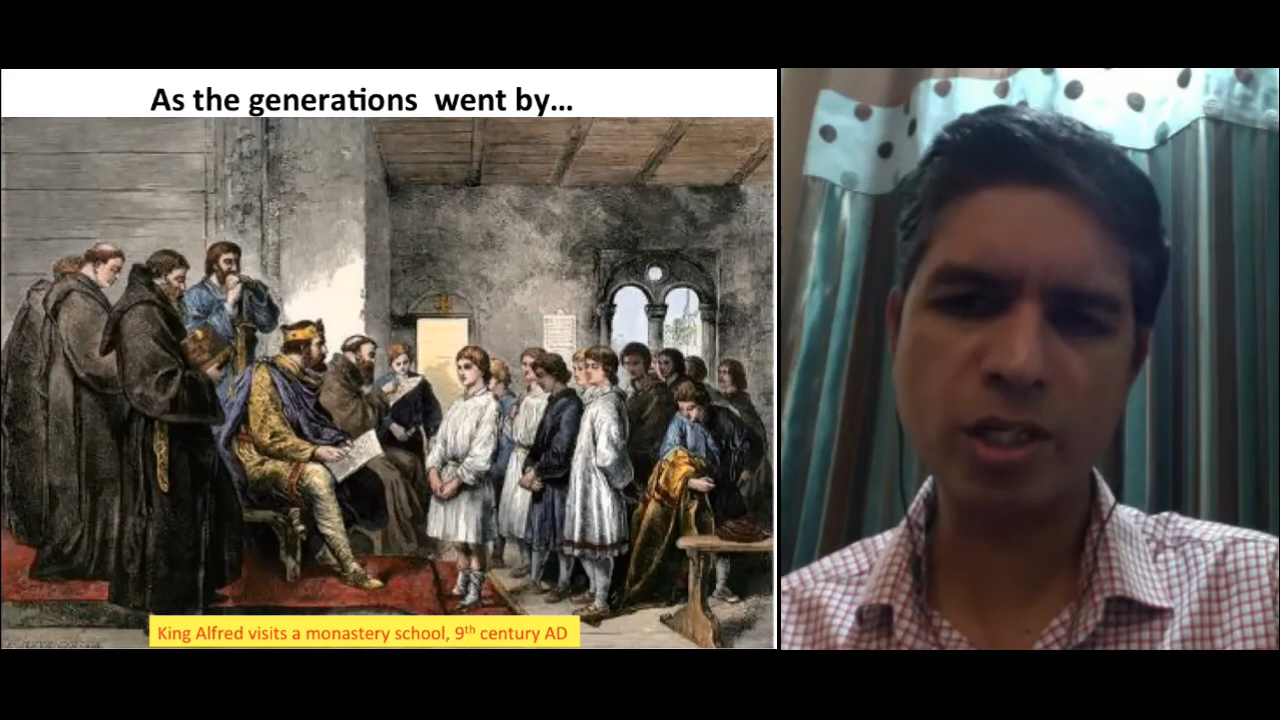 As the generations went by...
King Alfred visits a monastery school, 9th century AD